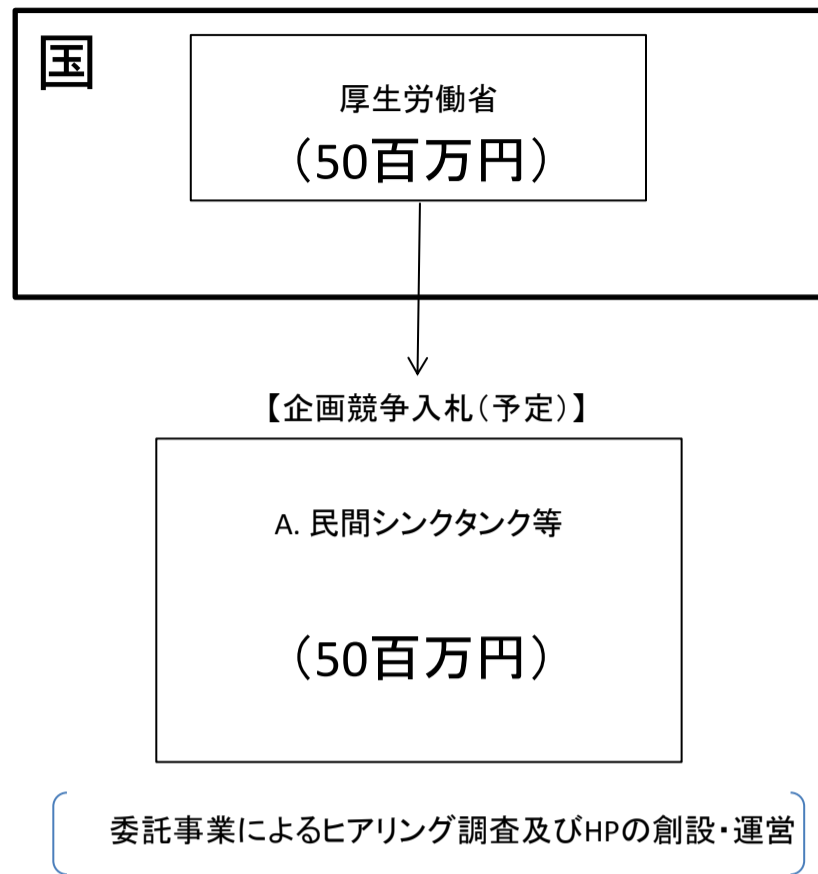 国
厚生労働省
（50百万円）
【企画競争入札（予定）】
A. 民間シンクタンク等
（50百万円）
委託事業によるヒアリング調査及びHPの創設・運営